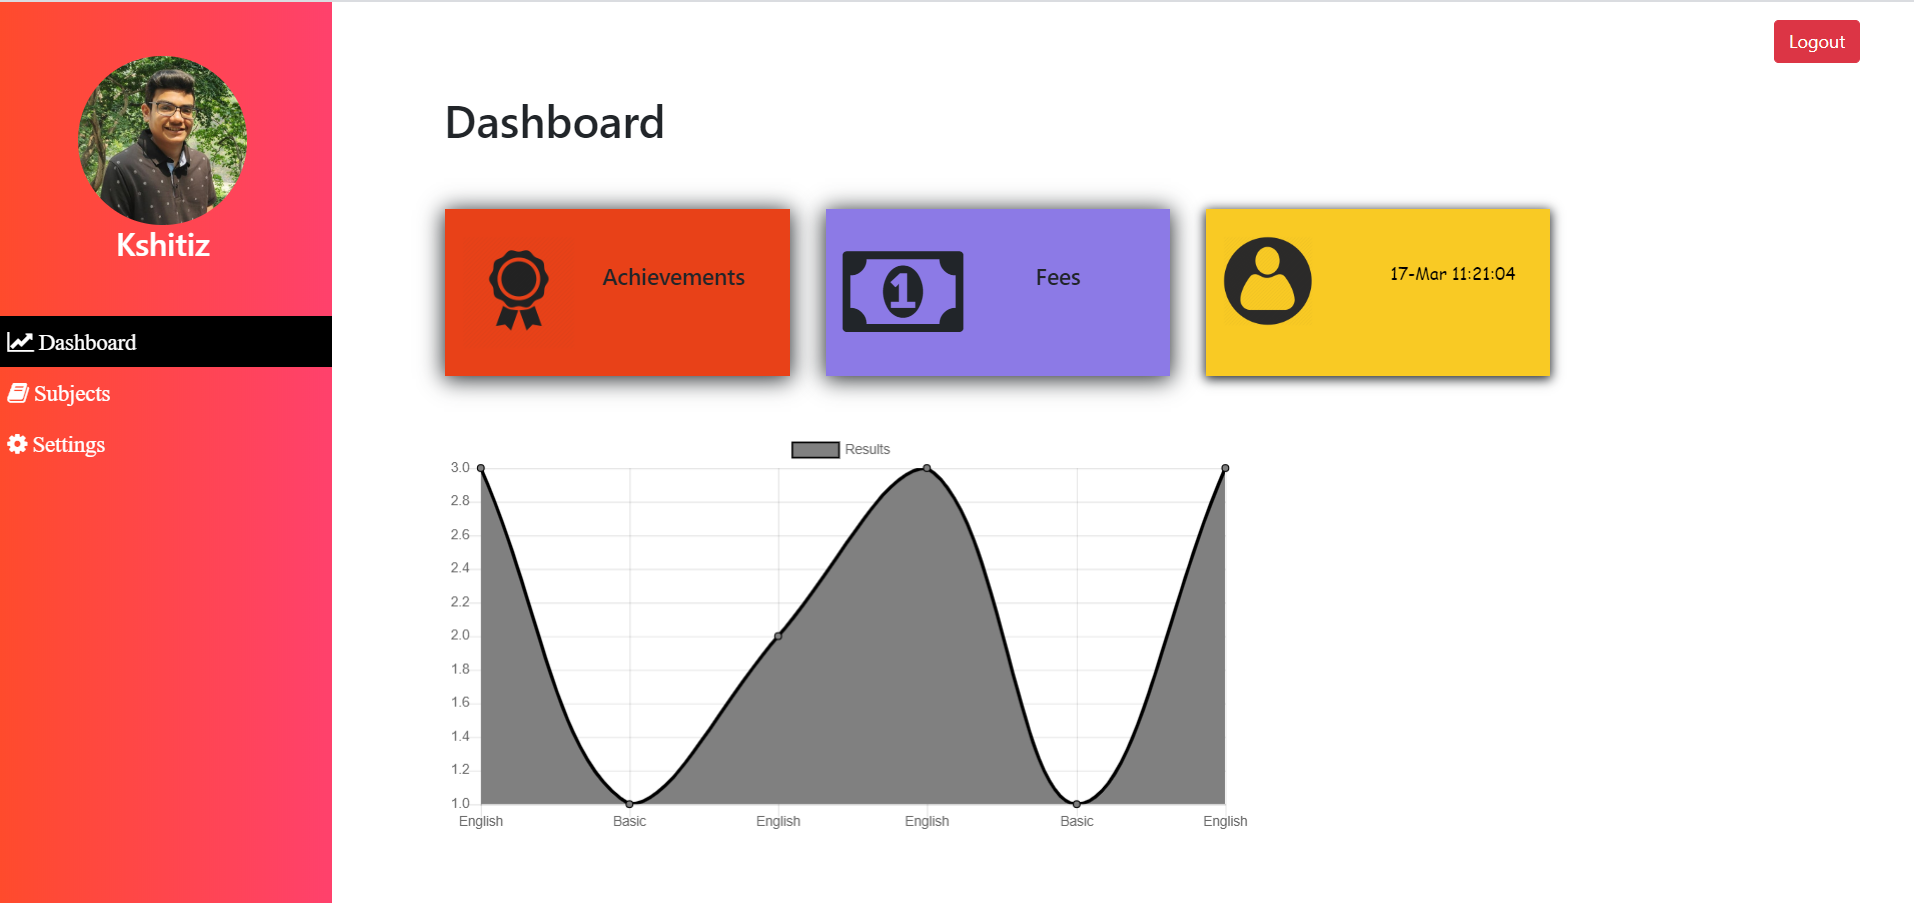 Logout
Kshitiz
Dashboard
Subjects
Settings
Dashboard
Achievements
1
Fees
17-Mar 11:21:04
Results
3.0
2.8
2.6
2.4
2.2
2.0
1.8
1.6
1.4
1.2
1.0
English Basic English English Basic English